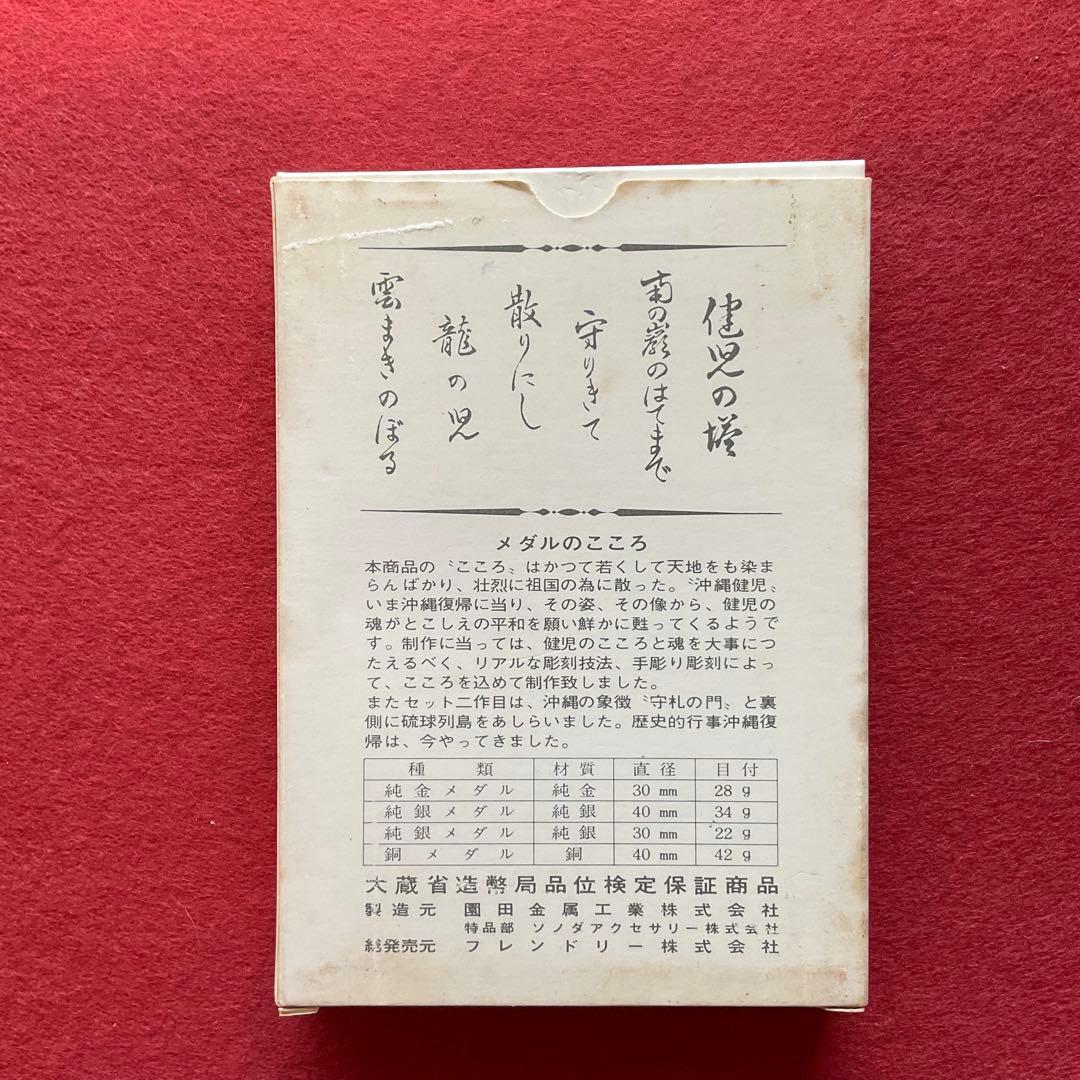 健児の塔
南の巌のはてまで
守りきて
散りにし
龍の児
雲まきのぼる
メダルのこころ
本商品の〝こころ〟はかつて若くして天地をも染ま
らんばかり、壮烈に祖国の為に散った。〝沖縄健児〟
いま沖縄復帰に当り、その姿、その像から、健児の
魂がとこしえの平和を願い鮮かに甦ってくるようで
す。制作に当っては、健児のこころと魂を大事につ
たえるべく、リアルな彫刻技法、手彫り彫刻によっ
て、こころを込めて制作致しました。
またセット二作目は、沖縄の象徴〝守札の門〟と裏
側に硫球列島をあしらいました。歴史的行事沖縄復
帰は、今やってきました。
種類 材質 直径 目付
純金メダル 純金 30 mm 28 g
純銀メダル 純銀 40 mm 34 g
純銀メダル 純銀 30 mm 22 g
銅メダル 銅 40 mm 42 g
大蔵省造幣局品位検定保証商品
製造元 園田金属工業株式会社
特品部 ソノダアクセサリー株式会社
総発売元 フレンドリー株式会社